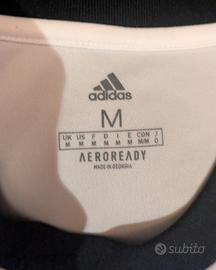 adidas
M
UK US F D I E CON J
M M M M M M M/M O
AEROREADY
MADE IN GEORGIA
subito